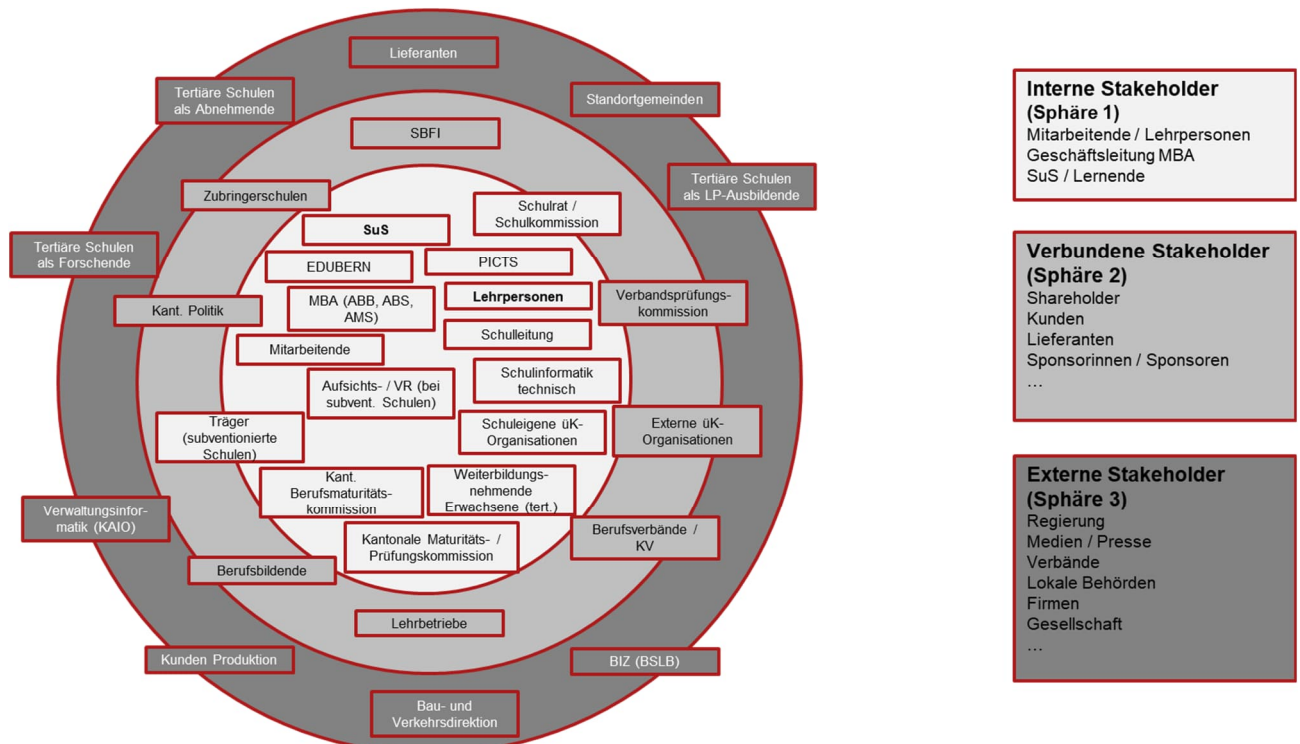 Lieferanten
Tertiäre Schulen
als Abnehmende
Standortgemeinden
SBFI
Zubringerschulen
Tertiäre Schulen
als LP-Ausbildende
Schulrat /
Schulkommission
SuS
Tertiäre Schulen
als Forschende
EDUBERN
PICTS
MBA (ABB, ABS,
AMS)
Lehrpersonen
Verbandsprüfungs-
kommission
Kant. Politik
Schulleitung
Mitarbeitende
Aufsichts- / VR (bei
subvent. Schulen)
Schulinformatik
technisch
Träger
(subventionierte
Schulen)
Schuleigene üK-
Organisationen
Externe üK-
Organisationen
Kant.
Berufsmaturitäts-
kommission
Weiterbildungs-
nehmende
Erwachsene (tert.)
Verwaltungsinfor-
matik (KAIO)
Kantonale Maturitäts- /
Prüfungskommission
Berufsverbände /
KV
Berufsbildende
Lehrbetriebe
Kunden Produktion
BIZ (BSLB)
Bau- und
Verkehrsdirektion
Interne Stakeholder
(Sphäre 1)
Mitarbeitende / Lehrpersonen
Geschäftsleitung MBA
SuS / Lernende
Verbundene Stakeholder
(Sphäre 2)
Shareholder
Kunden
Lieferanten
Sponsorinnen / Sponsoren
…
Externe Stakeholder
(Sphäre 3)
Regierung
Medien / Presse
Verbände
Lokale Behörden
Firmen
Gesellschaft
…